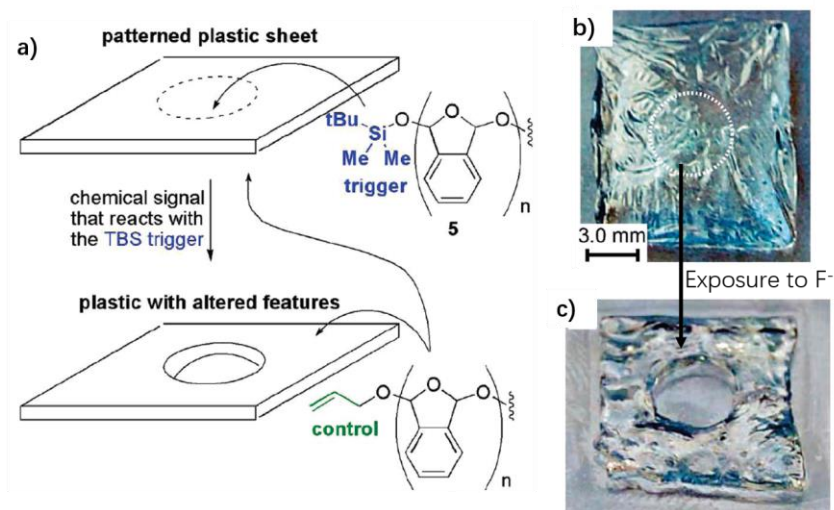 a)
patterned plastic sheet
tBu
Si
O
O
O
Me
Me
trigger
n
5
chemical signal
that reacts with
the TBS trigger
plastic with altered features
O
O
O
control
n
b)
3.0 mm
Exposure to F-
c)